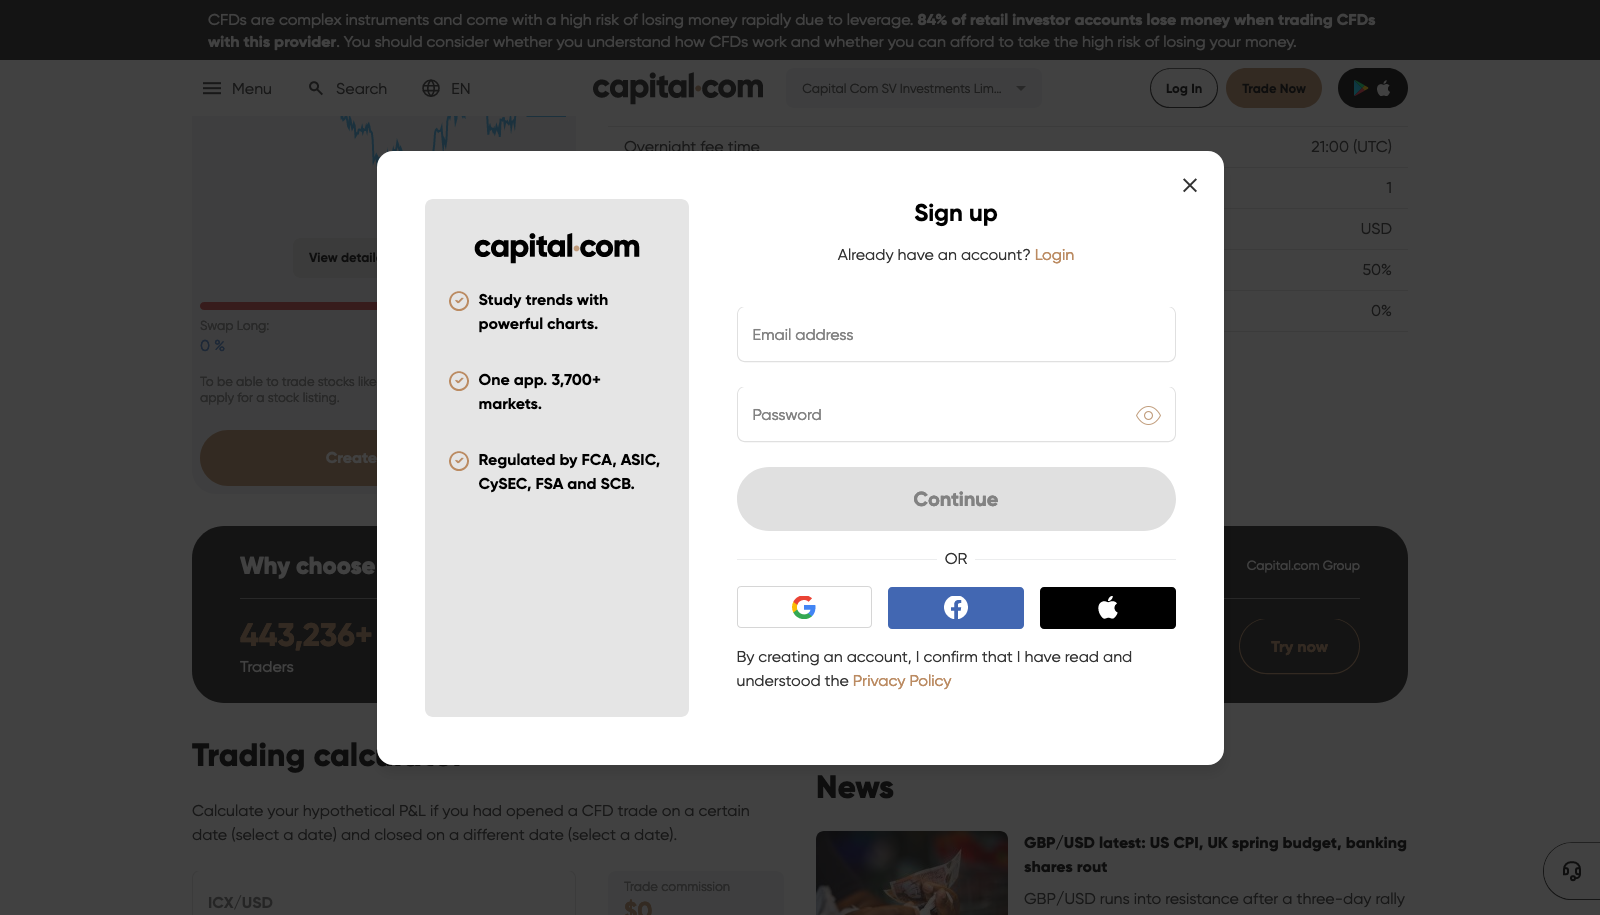 CFDs are complex instruments and come with a high risk of losing money rapidly due to leverage. 84% of retail investor accounts lose money when trading CFDs
with this provider. You should consider whether you understand how CFDs work and whether you can afford to take the high risk of losing your money.
Menu
Search
EN
capital.com
Capital Com SV Investments Lim...
Log In
Trade Now
Overnight fee time
21:00 (UTC)
1
USD
50%
0%
View detail
Swap Long:
0 %
To be able to trade stocks like
apply for a stock listing.
Create
capital.com
Study trends with
powerful charts.
One app. 3,700+
markets.
Regulated by FCA, ASIC,
CySEC, FSA and SCB.
Sign up
Already have an account? Login
Email address
Password
Continue
OR
By creating an account, I confirm that I have read and
understood the Privacy Policy
Why choose
Capital.com Group
443,236+
Traders
Try now
Trading calculator
Calculate your hypothetical P&L if you had opened a CFD trade on a certain
date (select a date) and closed on a different date (select a date).
ICX/USD
Trade commission
$0
News
GBP/USD latest: US CPI, UK spring budget, banking
shares rout
GBP/USD runs into resistance after a three-day rally